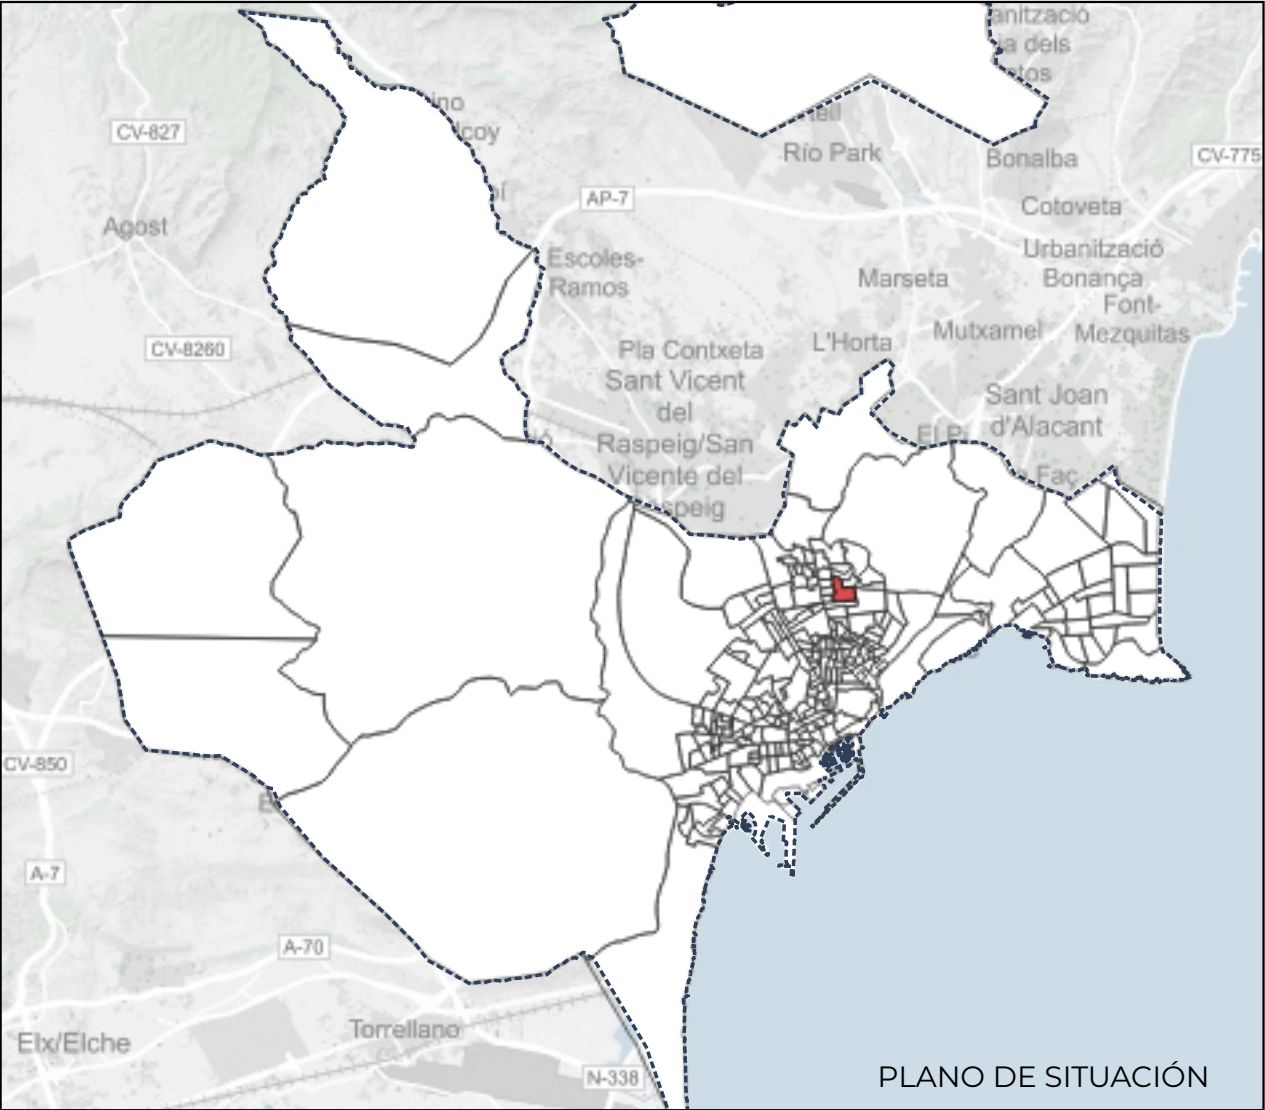 CV-827
Agost
CV-8260
AP-7
Escoles-
Ramos
Río Park
Bonalba
CV-775
Cotoveta
Urbanització
Bonança
Marseta
Font-
Mezquitas
Mutxamel
L'Horta
Pla Contxeta
Sant Vicent
del
Raspeig/San
Vicente del
Sant Joan
d'Alacant
CV-850
A-7
A-70
Elx/Elche
Torrellano
N-338
PLANO DE SITUACIÓN